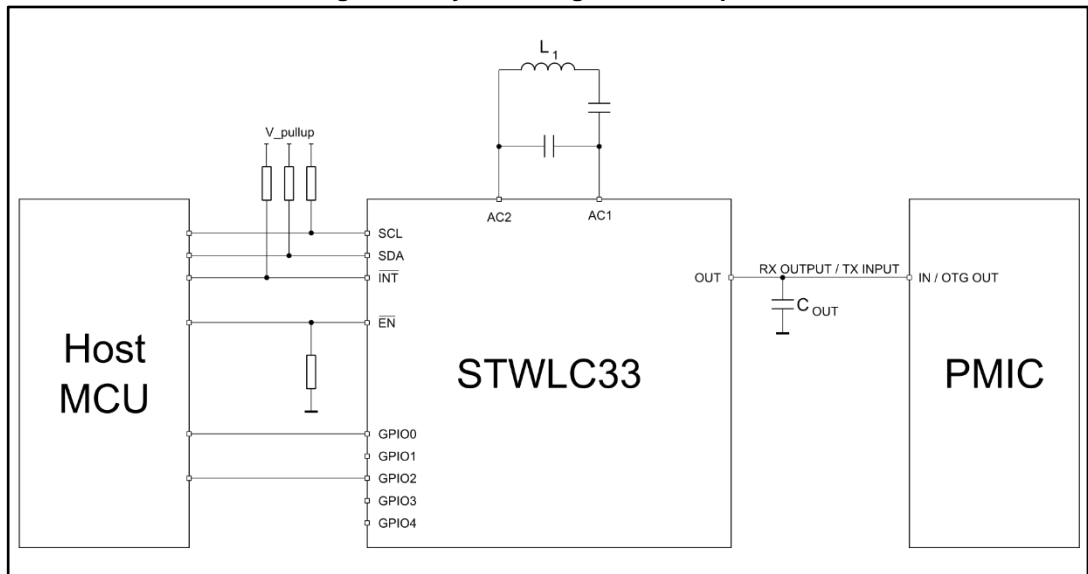 L1
V_pullup
AC2
AC1
SCL
SDA
INT
EN
OUT
RX OUTPUT / TX INPUT
IN / OTG OUT
COUT
Host
MCU
STWLC33
PMIC
GPIO0
GPIO1
GPIO2
GPIO3
GPIO4